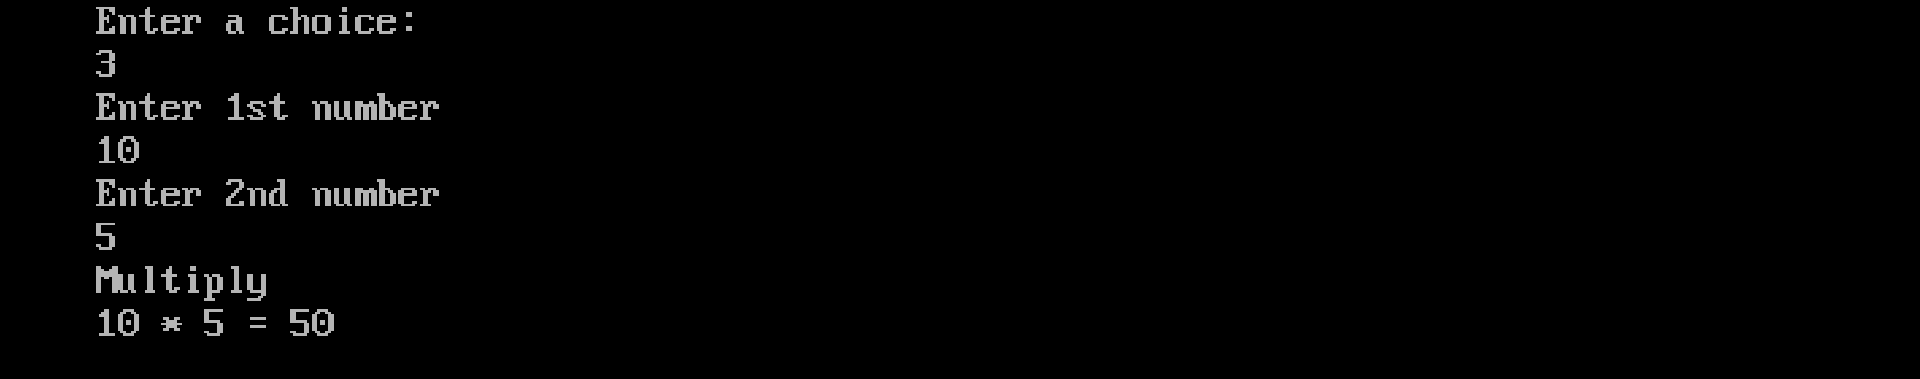 Enter a choice:
3
Enter 1st number
10
Enter 2nd number
5
Multiply
10 * 5 = 50